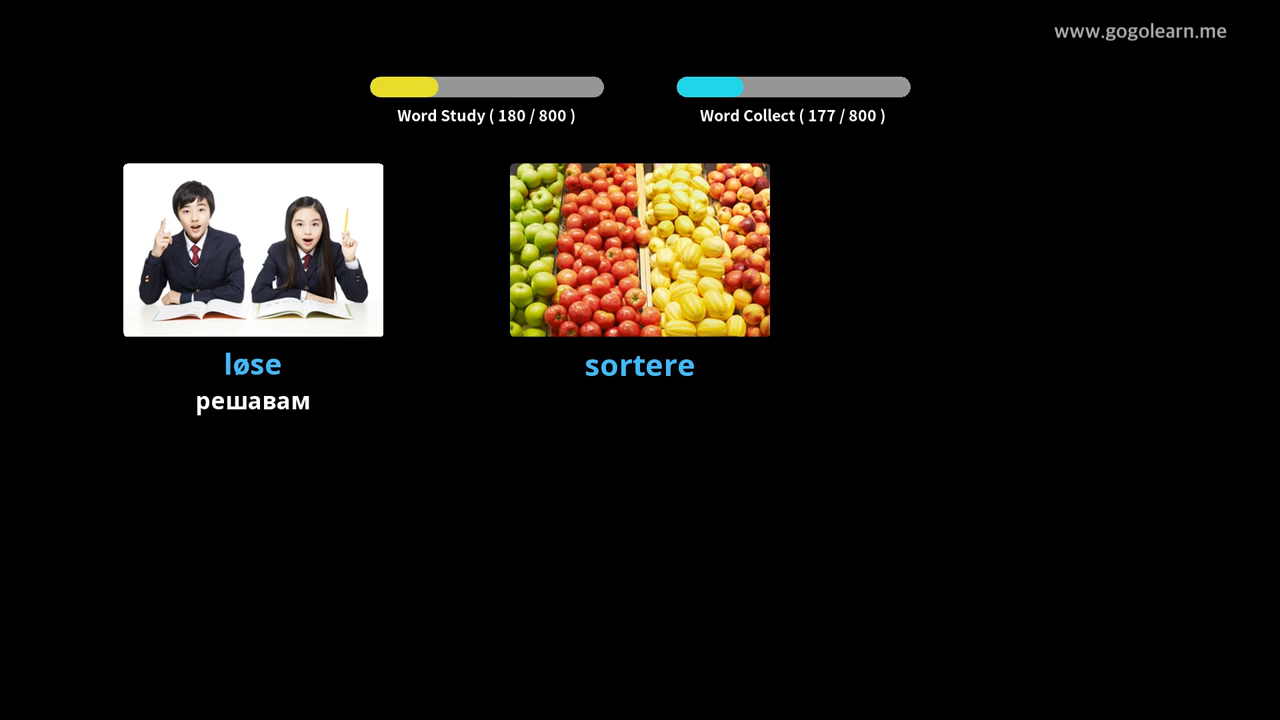 www.gogolearn.me
Word Study ( 180 / 800 )
Word Collect ( 177 / 800 )
løse
sortere
решавам